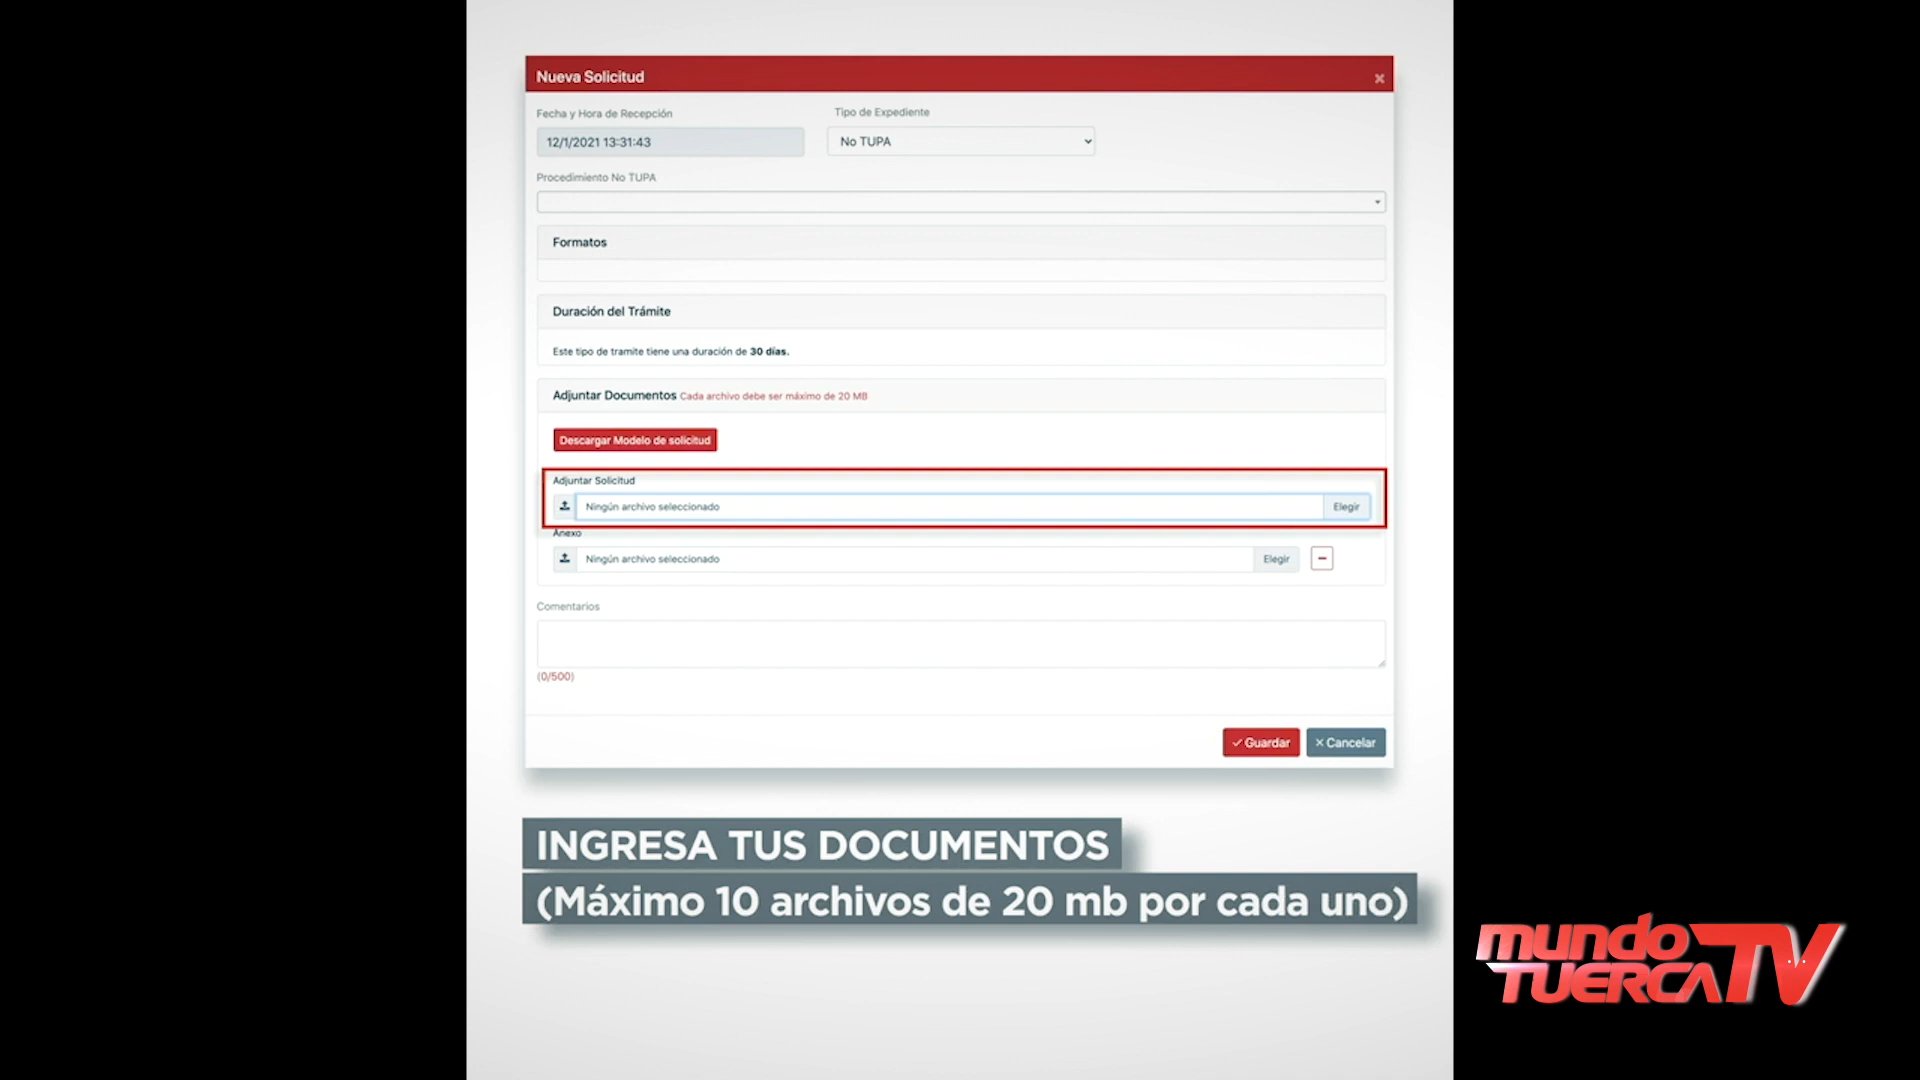 Nueva Solicitud ×
Fecha y Hora de Recepción
Tipo de Expediente
12/1/2021 13:31:43
No TUPA
Procedimiento No TUPA
Formatos
Duración del Trámite
Este tipo de tramite tiene una duración de 30 días.
Adjuntar Documentos Cada archivo debe ser máximo de 20 MB
Descargar Modelo de solicitud
Adjuntar Solicitud
Ningún archivo seleccionado Elegir
Anexo
Ningún archivo seleccionado Elegir
Comentarios
(0/500)
Guardar Cancelar
INGRESA TUS DOCUMENTOS
(Máximo 10 archivos de 20 mb por cada uno)
mundo
TUERCA TV